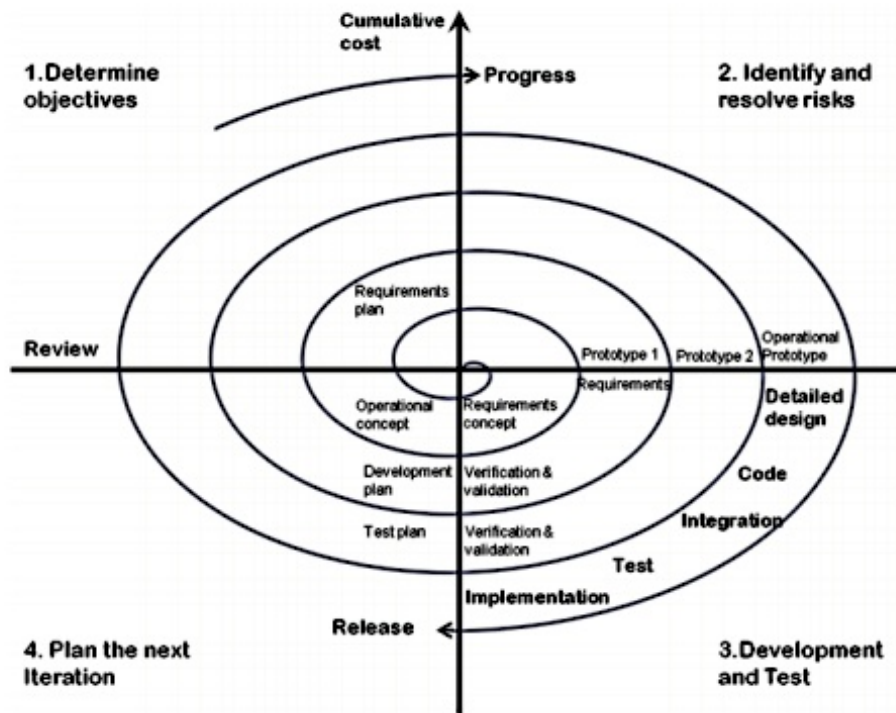 Cumulative
cost
1.Determine
objectives
Progress
2. Identify and
resolve risks
Requirements
plan
Review
Prototype 1
Prototype 2
Operational
Prototype
Requirements
Operational
concept
Requirements
concept
Detailed
design
Development
plan
Verification &
validation
Code
Integration
Test plan
Verification &
validation
Test
Implementation
Release
4. Plan the next
Iteration
3.Development
and Test